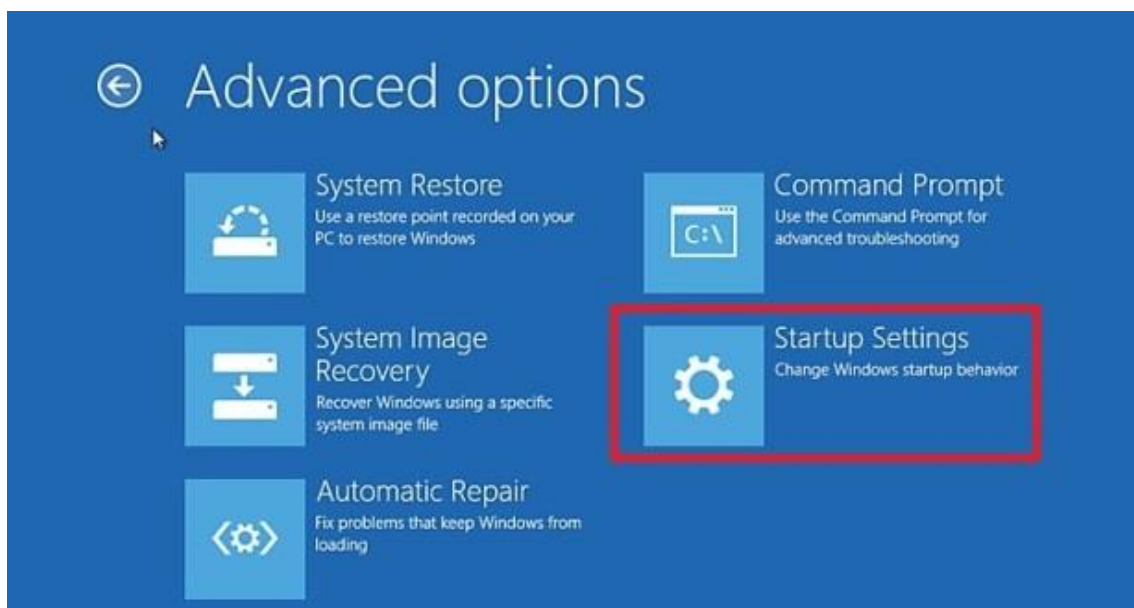 Advanced options
System Restore
Use a restore point recorded on your
PC to restore Windows
System Image
Recovery
Recover Windows using a specific
system image file
Automatic Repair
Fix problems that keep Windows from
loading
C:\
Command Prompt
Use the Command Prompt for
advanced troubleshooting
Startup Settings
Change Windows startup behavior